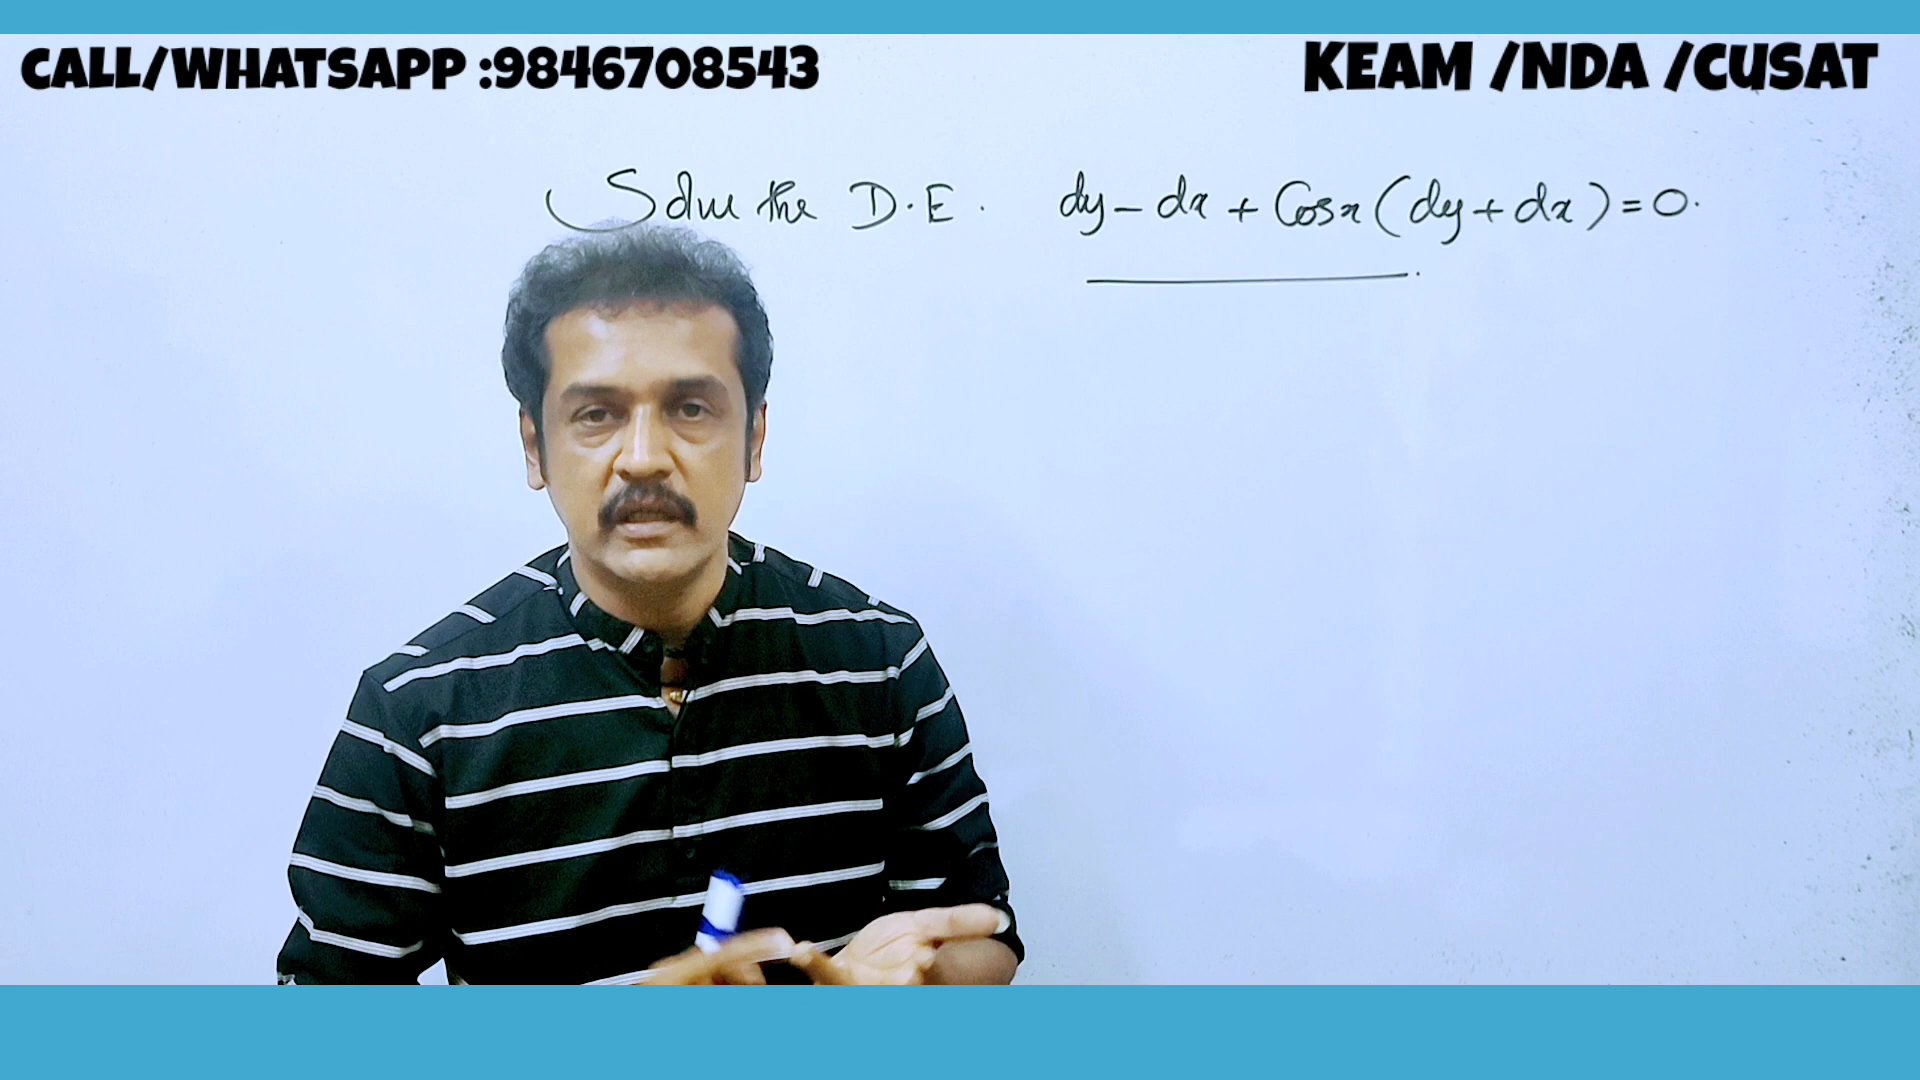 CALL/WHATSAPP :9846708543
KEAM /NDA /CUSAT
Solve the D.E. dy - dx + Cosx (dy + dx) = 0.